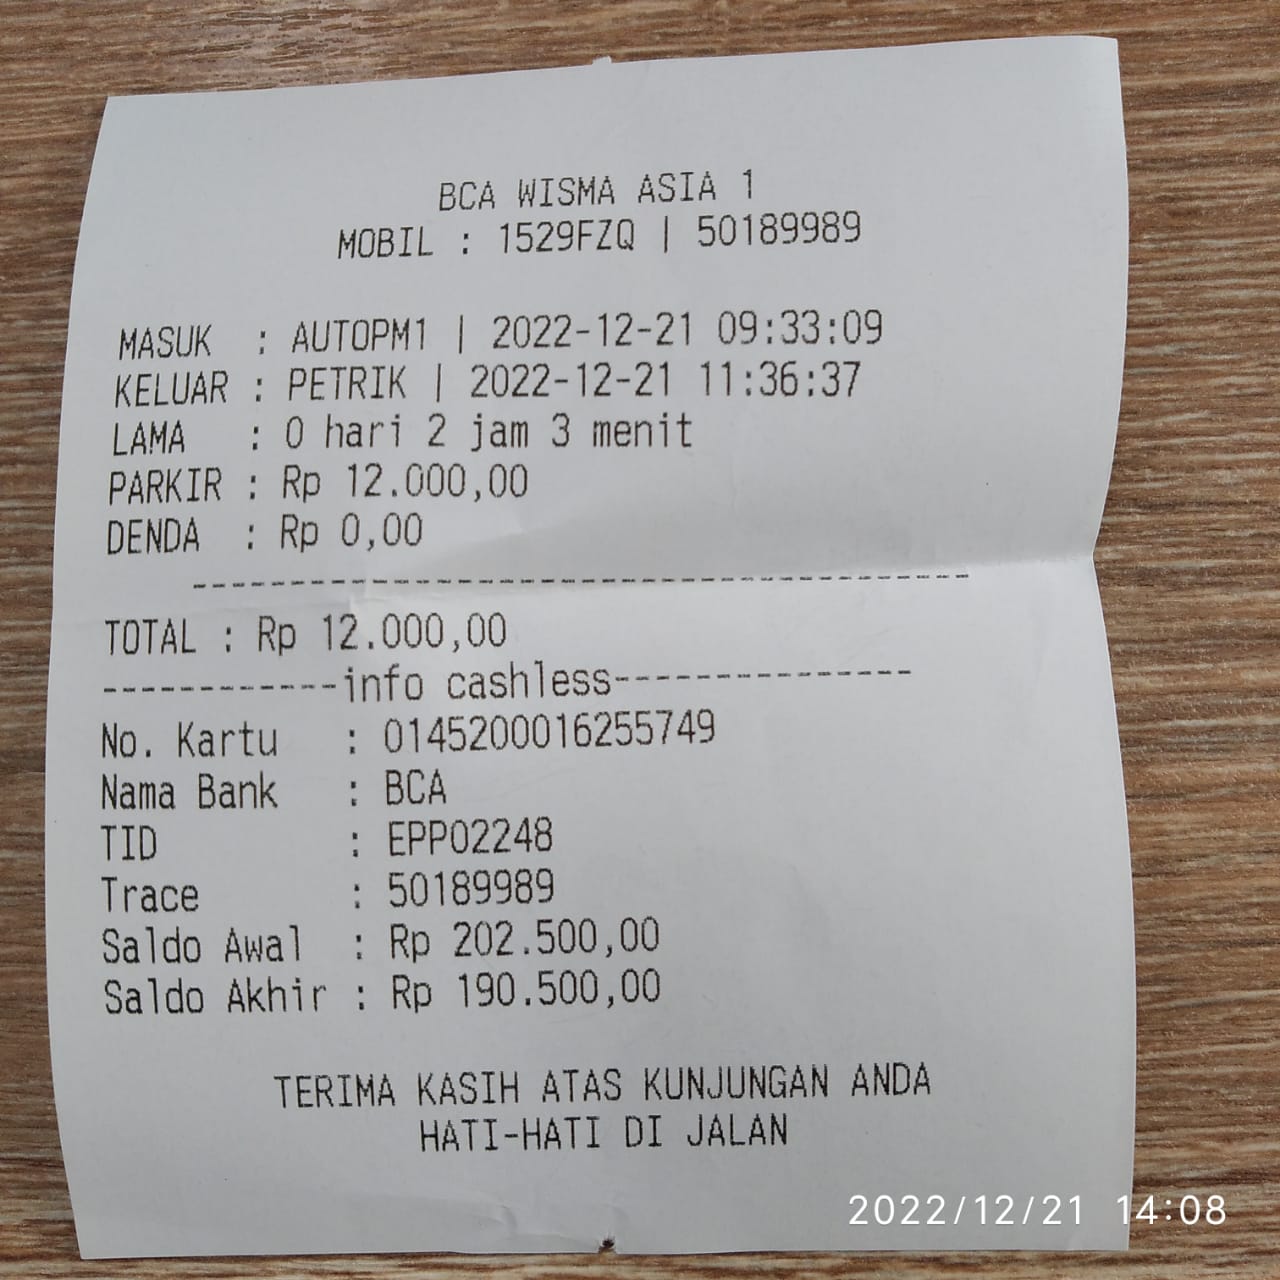 BCA WISMA ASIA 1
MOBIL : 1529FZQ | 50189989
MASUK : AUTOPM1 | 2022-12-21 09:33:09
KELUAR : PETRIK | 2022-12-21 11:36:37
LAMA : 0 hari 2 jam 3 menit
PARKIR : Rp 12.000,00
DENDA : Rp 0,00
----------------------------------------
TOTAL : Rp 12.000,00
------------info cashless---------------
No. Kartu : 0145200016255749
Nama Bank : BCA
TID : EPP02248
Trace : 50189989
Saldo Awal : Rp 202.500,00
Saldo Akhir : Rp 190.500,00
TERIMA KASIH ATAS KUNJUNGAN ANDA
HATI-HATI DI JALAN
2022/12/21 14:08